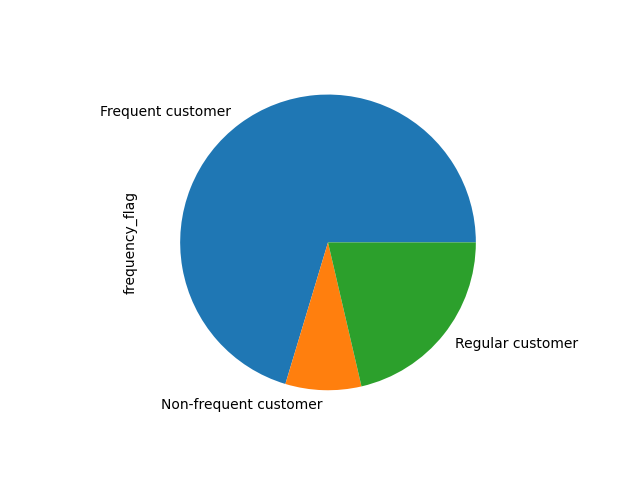 Frequent customer
frequency_flag
Regular customer
Non-frequent customer